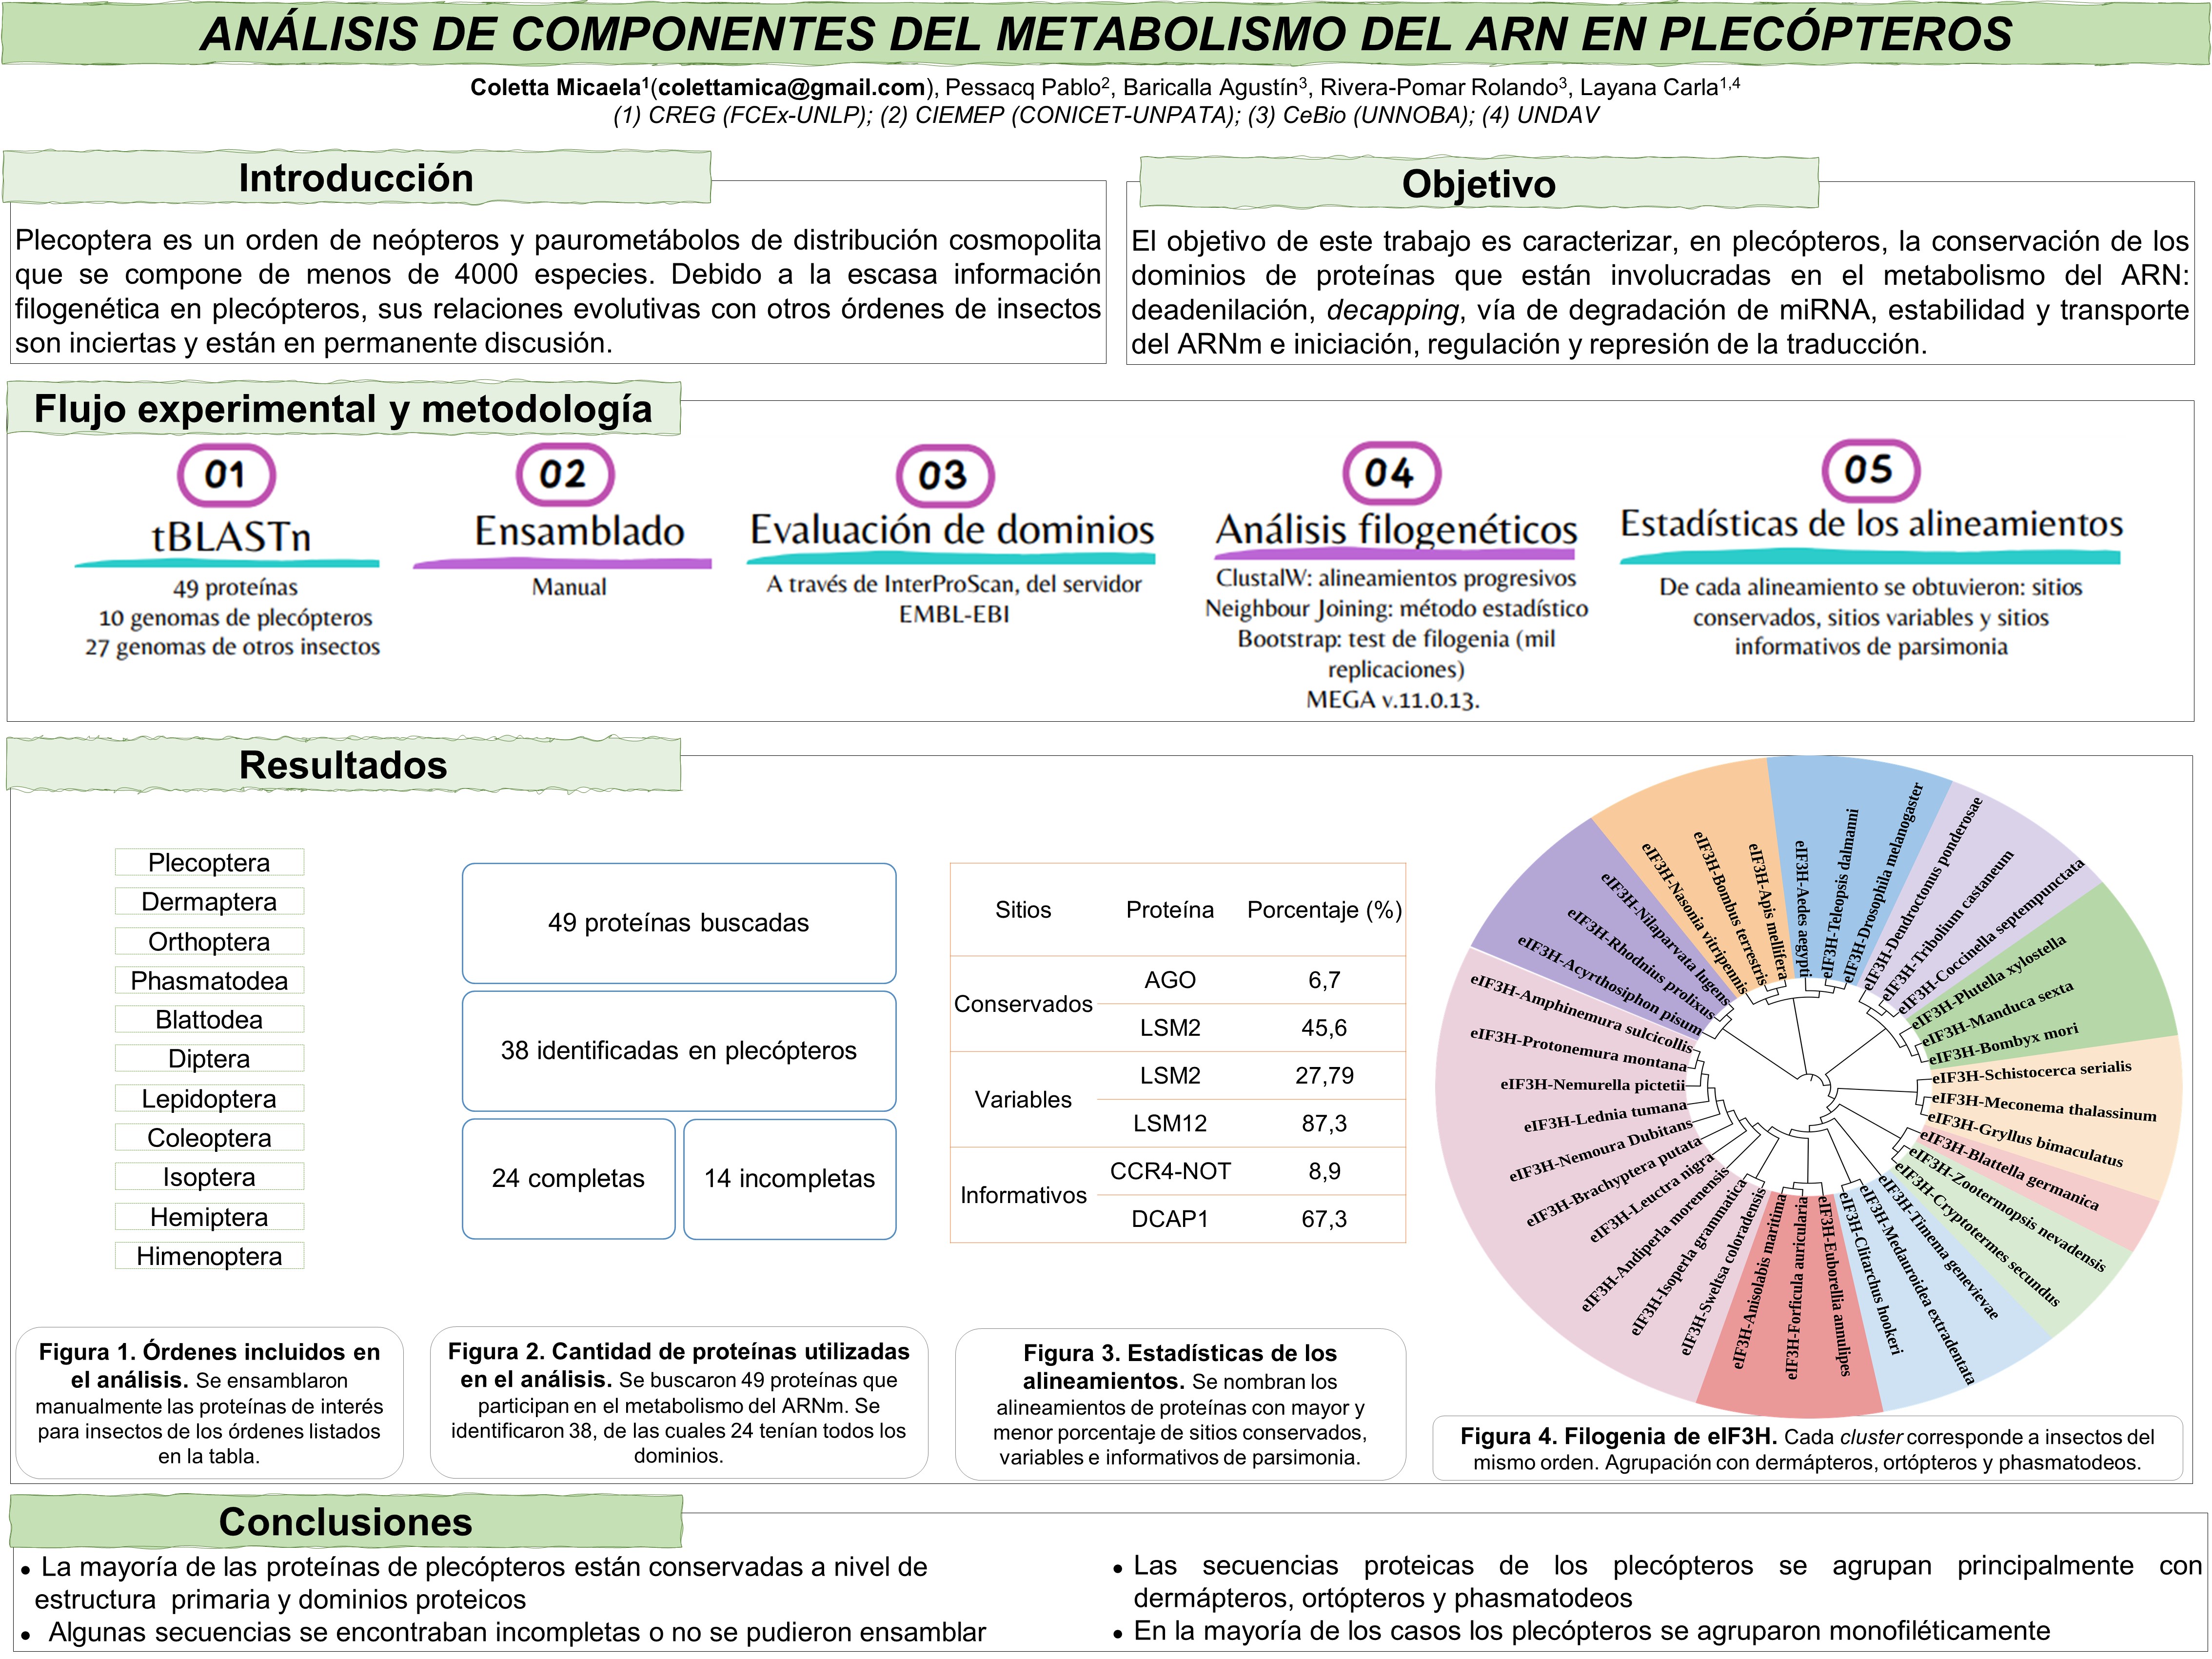 ANÁLISIS DE COMPONENTES DEL METABOLISMO DEL ARN EN PLECÓPTEROS
Coletta Micaela¹(colettamica@gmail.com), Pessacq Pablo², Baricalla Agustín³, Rivera-Pomar Rolando³, Layana Carla¹,⁴
(1) CREG (FCEx-UNLP); (2) CIEMEP (CONICET-UNPATA); (3) CeBio (UNNOBA); (4) UNDAV
Introducción
Plecoptera es un orden de neópteros y paurometábolos de distribución cosmopolita
que se compone de menos de 4000 especies. Debido a la escasa información
filogenética en plecópteros, sus relaciones evolutivas con otros órdenes de insectos
son inciertas y están en permanente discusión.
Objetivo
El objetivo de este trabajo es caracterizar, en plecópteros, la conservación de los
dominios de proteínas que están involucradas en el metabolismo del ARN:
deadenilación, decapping, vía de degradación de miRNA, estabilidad y transporte
del ARNm e iniciación, regulación y represión de la traducción.
Flujo experimental y metodología
01
tBLASTn
49 proteínas
10 genomas de plecópteros
27 genomas de otros insectos
02
Ensamblado
Manual
03
Evaluación de dominios
A través de InterProScan, del servidor
EMBL-EBI
04
Análisis filogenéticos
ClustalW: alineamientos progresivos
Neighbour Joining: método estadístico
Bootstrap: test de filogenia (mil
replicaciones)
MEGA v.11.0.13.
05
Estadísticas de los alineamientos
De cada alineamiento se obtuvieron: sitios
conservados, sitios variables y sitios
informativos de parsimonia
Resultados
Plecoptera
Dermaptera
Orthoptera
Phasmatodea
Blattodea
Diptera
Lepidoptera
Coleoptera
Isoptera
Hemiptera
Himenoptera
Figura 1. Órdenes incluidos en
el análisis. Se ensamblaron
manualmente las proteínas de interés
para insectos de los órdenes listados
en la tabla.
49 proteínas buscadas
38 identificadas en plecópteros
24 completas
14 incompletas
Figura 2. Cantidad de proteínas utilizadas
en el análisis. Se buscaron 49 proteínas que
participan en el metabolismo del ARNm. Se
identificaron 38, de las cuales 24 tenían todos los
dominios.
Sitios Proteína Porcentaje (%)
Conservados
AGO 6,7
LSM2 45,6
Variables
LSM2 27,79
LSM12 87,3
Informativos
CCR4-NOT 8,9
DCAP1 67,3
Figura 3. Estadísticas de los
alineamientos. Se nombran los
alineamientos de proteínas con mayor y
menor porcentaje de sitios conservados,
variables e informativos de parsimonia.
eIF3H-Aedes aegypti
eIF3H-Teleopsis dalmanni
eIF3H-Drosophila melanogaster
eIF3H-Dendroctonus ponderosae
eIF3H-Tribolium castaneum
eIF3H-Coccinella septempunctata
eIF3H-Plutella xylostella
eIF3H-Manduca sexta
eIF3H-Bombyx mori
eIF3H-Schistocerca serialis
eIF3H-Meconema thalassinum
eIF3H-Gryllus bimaculatus
eIF3H-Blattella germanica
eIF3H-Zootermopsis nevadensis
eIF3H-Cryptotermes secundus
eIF3H-Timema genevievae
eIF3H-Medauroidea extradentata
eIF3H-Clitarchus hookeri
eIF3H-Euborellia annulipes
eIF3H-Forficula auricularia
eIF3H-Anisolabis maritima
eIF3H-Sweltsa coloradensis
eIF3H-Isoperla grammatica
eIF3H-Andiperla morenensis
eIF3H-Leuctra nigra
eIF3H-Brachyptera putata
eIF3H-Nemoura Dubitans
eIF3H-Lednia tumana
eIF3H-Nemurella pictetii
eIF3H-Protonemura montana
eIF3H-Amphinemura sulcicollis
eIF3H-Acyrthosiphon pisum
eIF3H-Rhodnius prolixus
eIF3H-Nilaparvata lugens
eIF3H-Nasonia vitripennis
eIF3H-Bombus terrestris
eIF3H-Apis mellifera
Figura 4. Filogenia de eIF3H. Cada cluster corresponde a insectos del
mismo orden. Agrupación con dermápteros, ortópteros y phasmatodeos.
Conclusiones
● La mayoría de las proteínas de plecópteros están conservadas a nivel de
estructura primaria y dominios proteicos
● Algunas secuencias se encontraban incompletas o no se pudieron ensamblar
● Las secuencias proteicas de los plecópteros se agrupan principalmente con
dermápteros, ortópteros y phasmatodeos
● En la mayoría de los casos los plecópteros se agruparon monofiléticamente